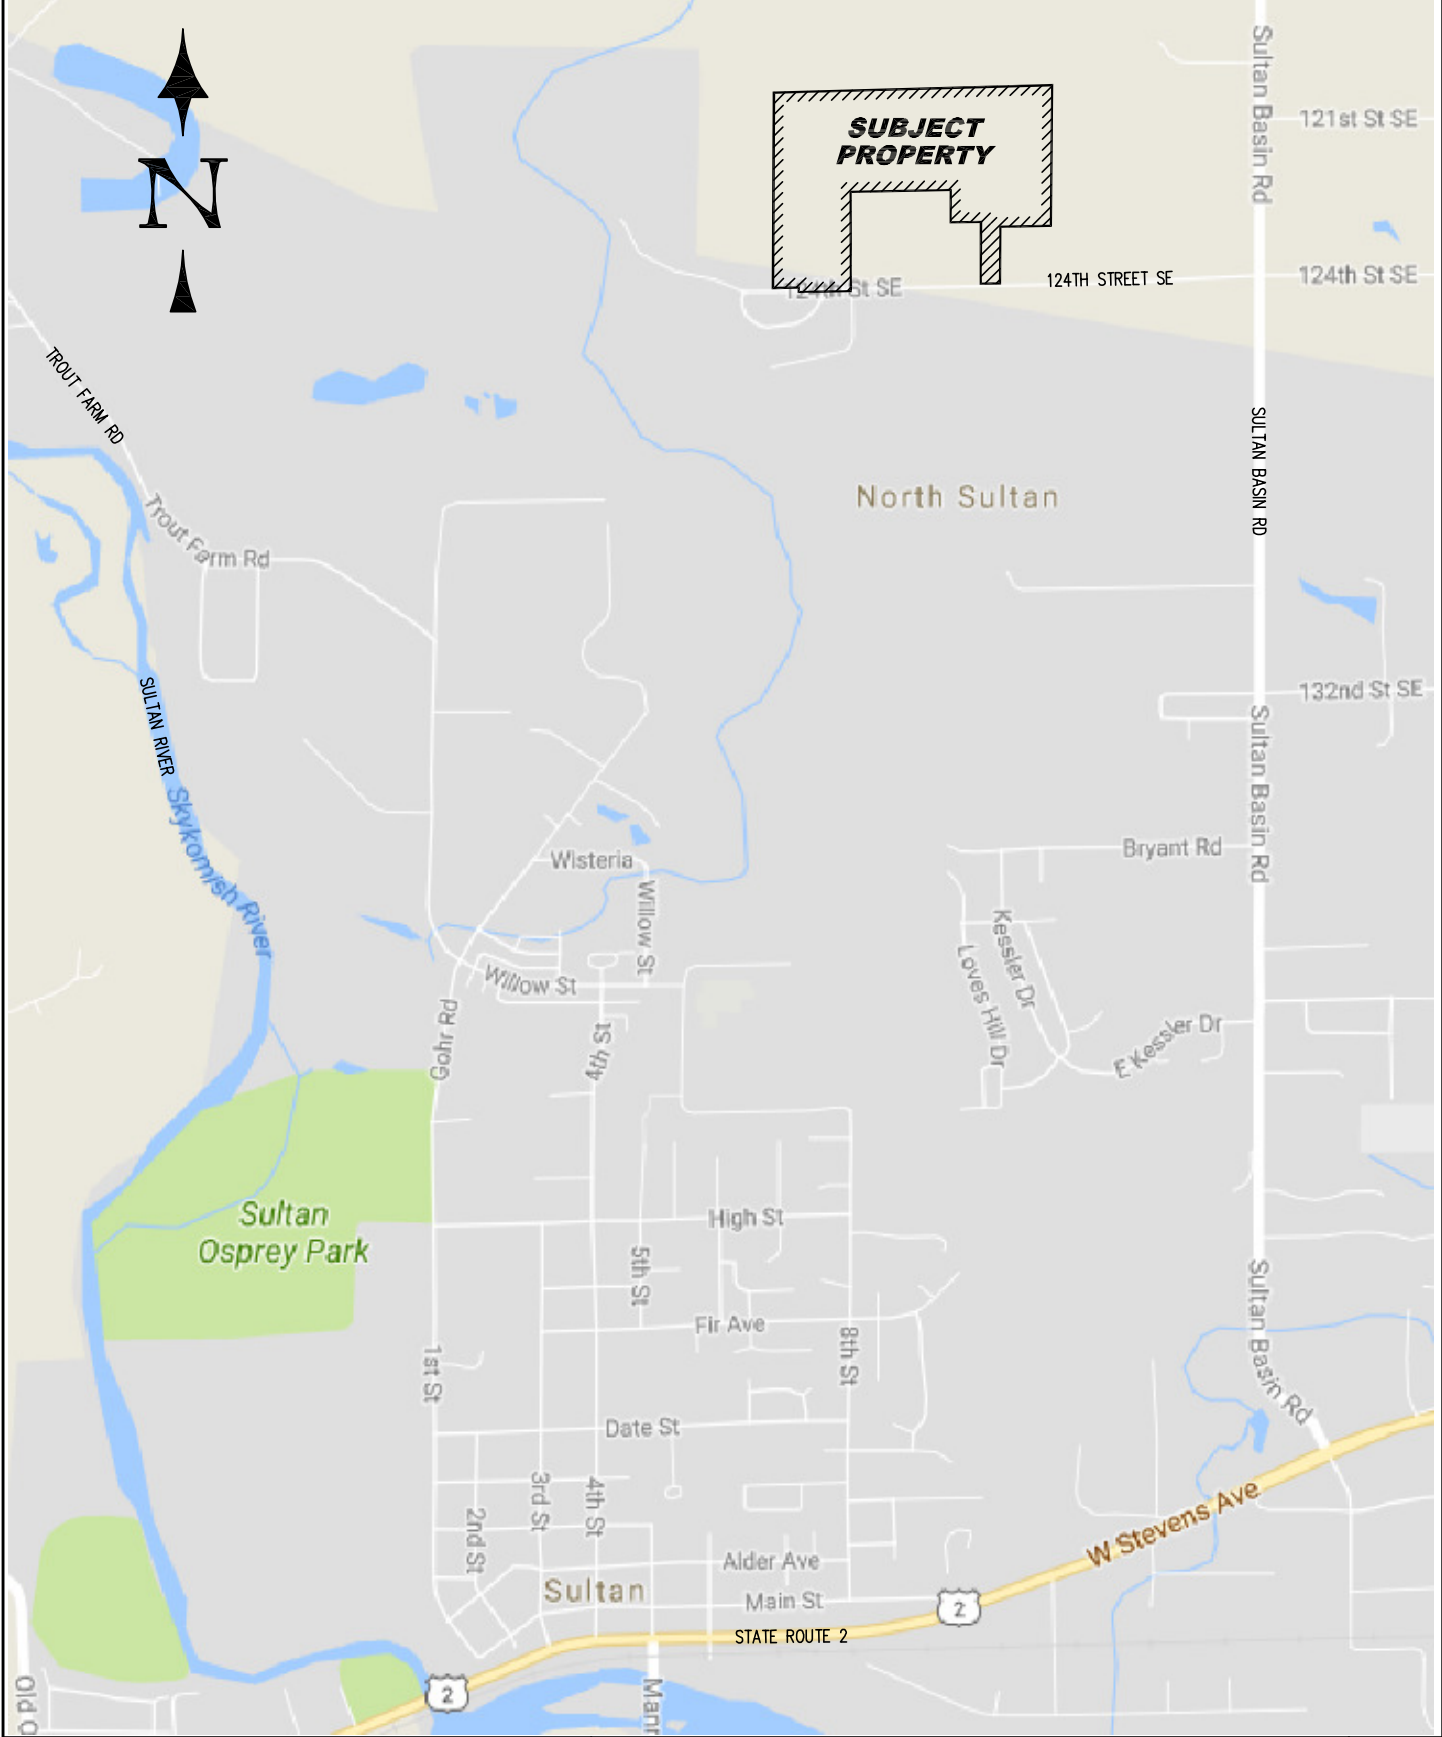 Sultan Basin Rd
121st St SE
SUBJECT
PROPERTY
N
124th St SE
124TH STREET SE
124th St SE
TROUT FARM RD
SULTAN BASIN RD
North Sultan
Trout Farm Rd
132nd St SE
SULTAN RIVER
Sultan Basin Rd
Skykomish River
Bryant Rd
Wisteria
Willow St
Kessler Dr
Loves Hill Dr
Willow St
Gohr Rd
4th St
E Kessler Dr
Sultan
Osprey Park
High St
5th St
Sultan Basin Rd
Fir Ave
8th St
1st St
Date St
3rd St
4th St
2nd St
W Stevens Ave
Alder Ave
Sultan
Main St
2
STATE ROUTE 2
2
Old O
Mann